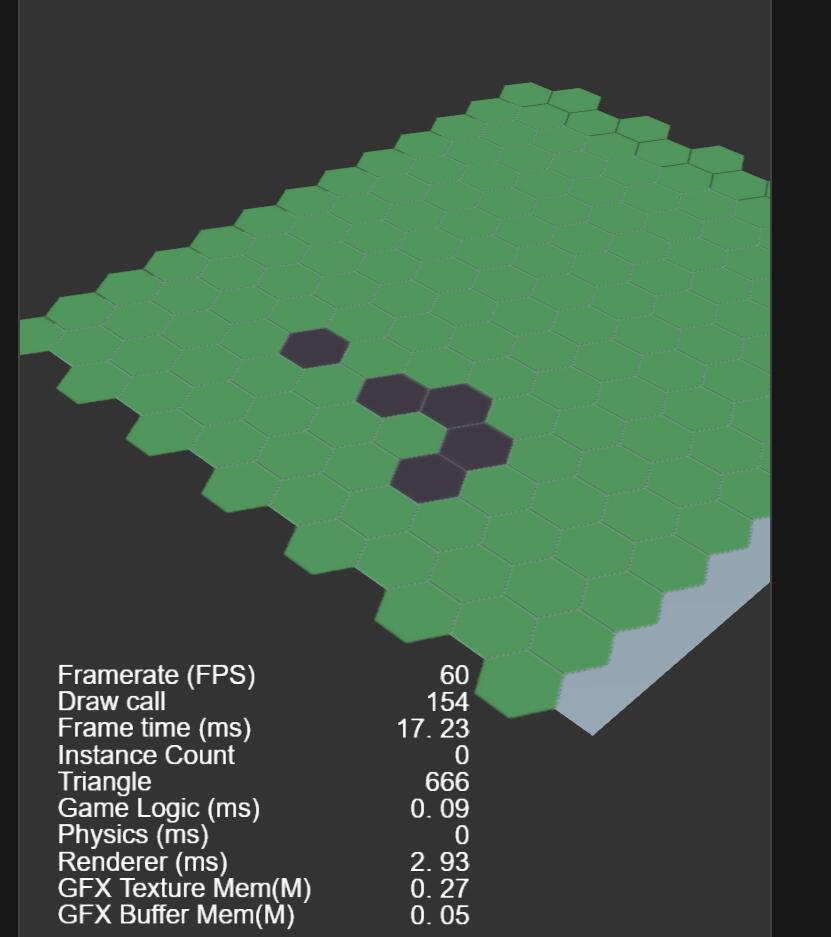 Framerate (FPS) 60
Draw call 154
Frame time (ms) 17. 23
Instance Count 0
Triangle 666
Game Logic (ms) 0. 09
Physics (ms) 0
Renderer (ms) 2. 93
GFX Texture Mem(M) 0. 27
GFX Buffer Mem(M) 0. 05